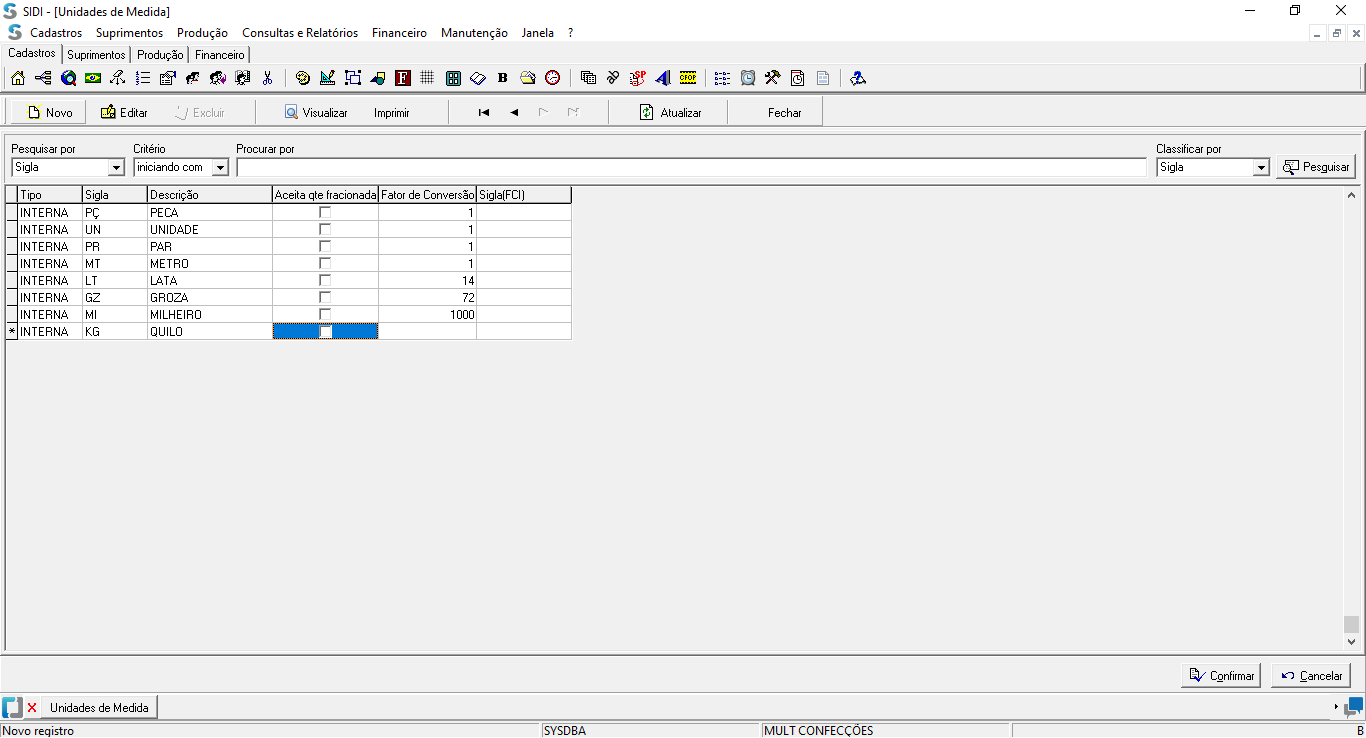 SIDI - [Unidades de Medida]
Cadastros Suprimentos Produção Consultas e Relatórios Financeiro Manutenção Janela ?
Cadastros Suprimentos Produção Financeiro
F B SP CFOP
Novo Editar Excluir Visualizar Imprimir Atualizar Fechar
Pesquisar por Critério Procurar por Classificar por
Sigla iniciando com Sigla Pesquisar
Tipo Sigla Descrição Aceita qte fracionada Fator de Conversão Sigla(FCI)
INTERNA PÇ PECA 1
INTERNA UN UNIDADE 1
INTERNA PR PAR 1
INTERNA MT METRO 1
INTERNA LT LATA 14
INTERNA GZ GROZA 72
INTERNA MI MILHEIRO 1000
* INTERNA KG QUILO
Confirmar Cancelar
Unidades de Medida
Novo registro SYSDBA MULT CONFECÇÕES B